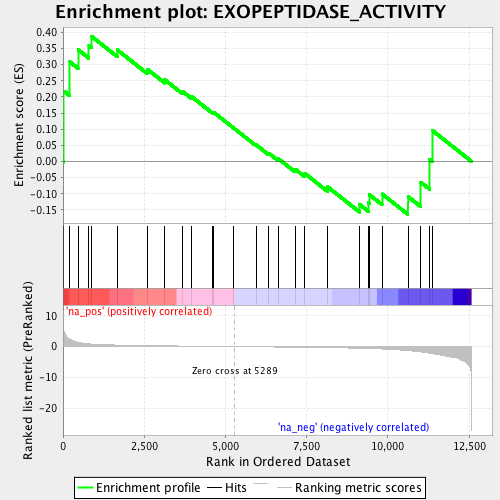 Enrichment plot: EXOPEPTIDASE_ACTIVITY
Enrichment score (ES)
0.40
0.35
0.30
0.25
0.20
0.15
0.10
0.05
0.00
-0.05
-0.10
-0.15
'na_pos' (positively correlated)
Ranked list metric (PreRanked)
10
5
0
-5
-10
-20
Zero cross at 5289
'na_neg' (negatively correlated)
0
2,500
5,000
7,500
10,000
12,500
Rank in Ordered Dataset
Enrichment profile
Hits
Ranking metric scores